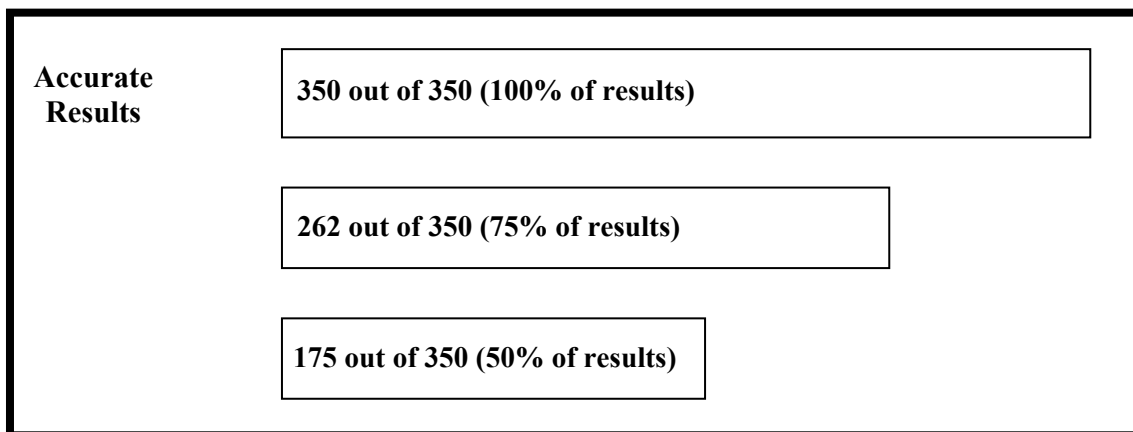 Accurate
Results
350 out of 350 (100% of results)
262 out of 350 (75% of results)
175 out of 350 (50% of results)